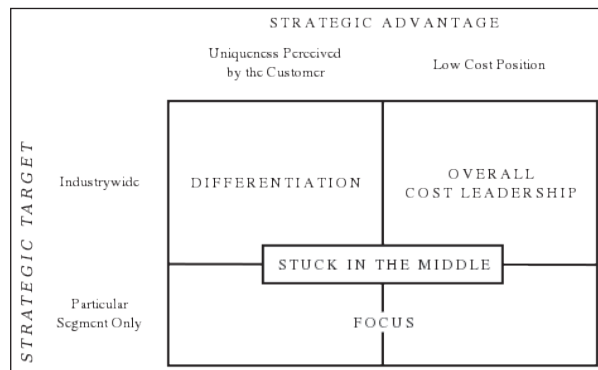 STRATEGIC ADVANTAGE
Uniqueness Perceived
by the Customer
Low Cost Position
STRATEGIC TARGET
Industrywide
DIFFERENTIATION
OVERALL
COST LEADERSHIP
STUCK IN THE MIDDLE
Particular
Segment Only
FOCUS